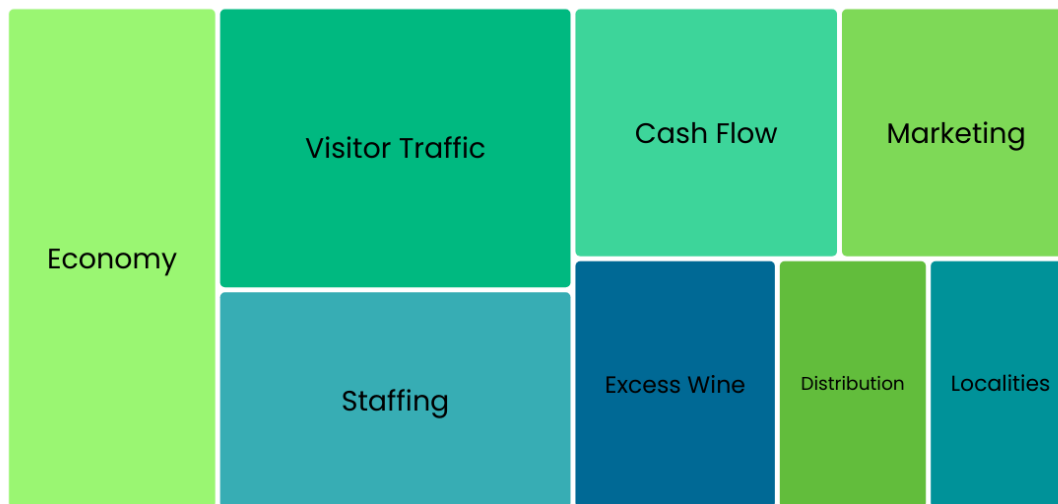 Economy
Visitor Traffic
Staffing
Cash Flow
Marketing
Excess Wine
Distribution
Localities